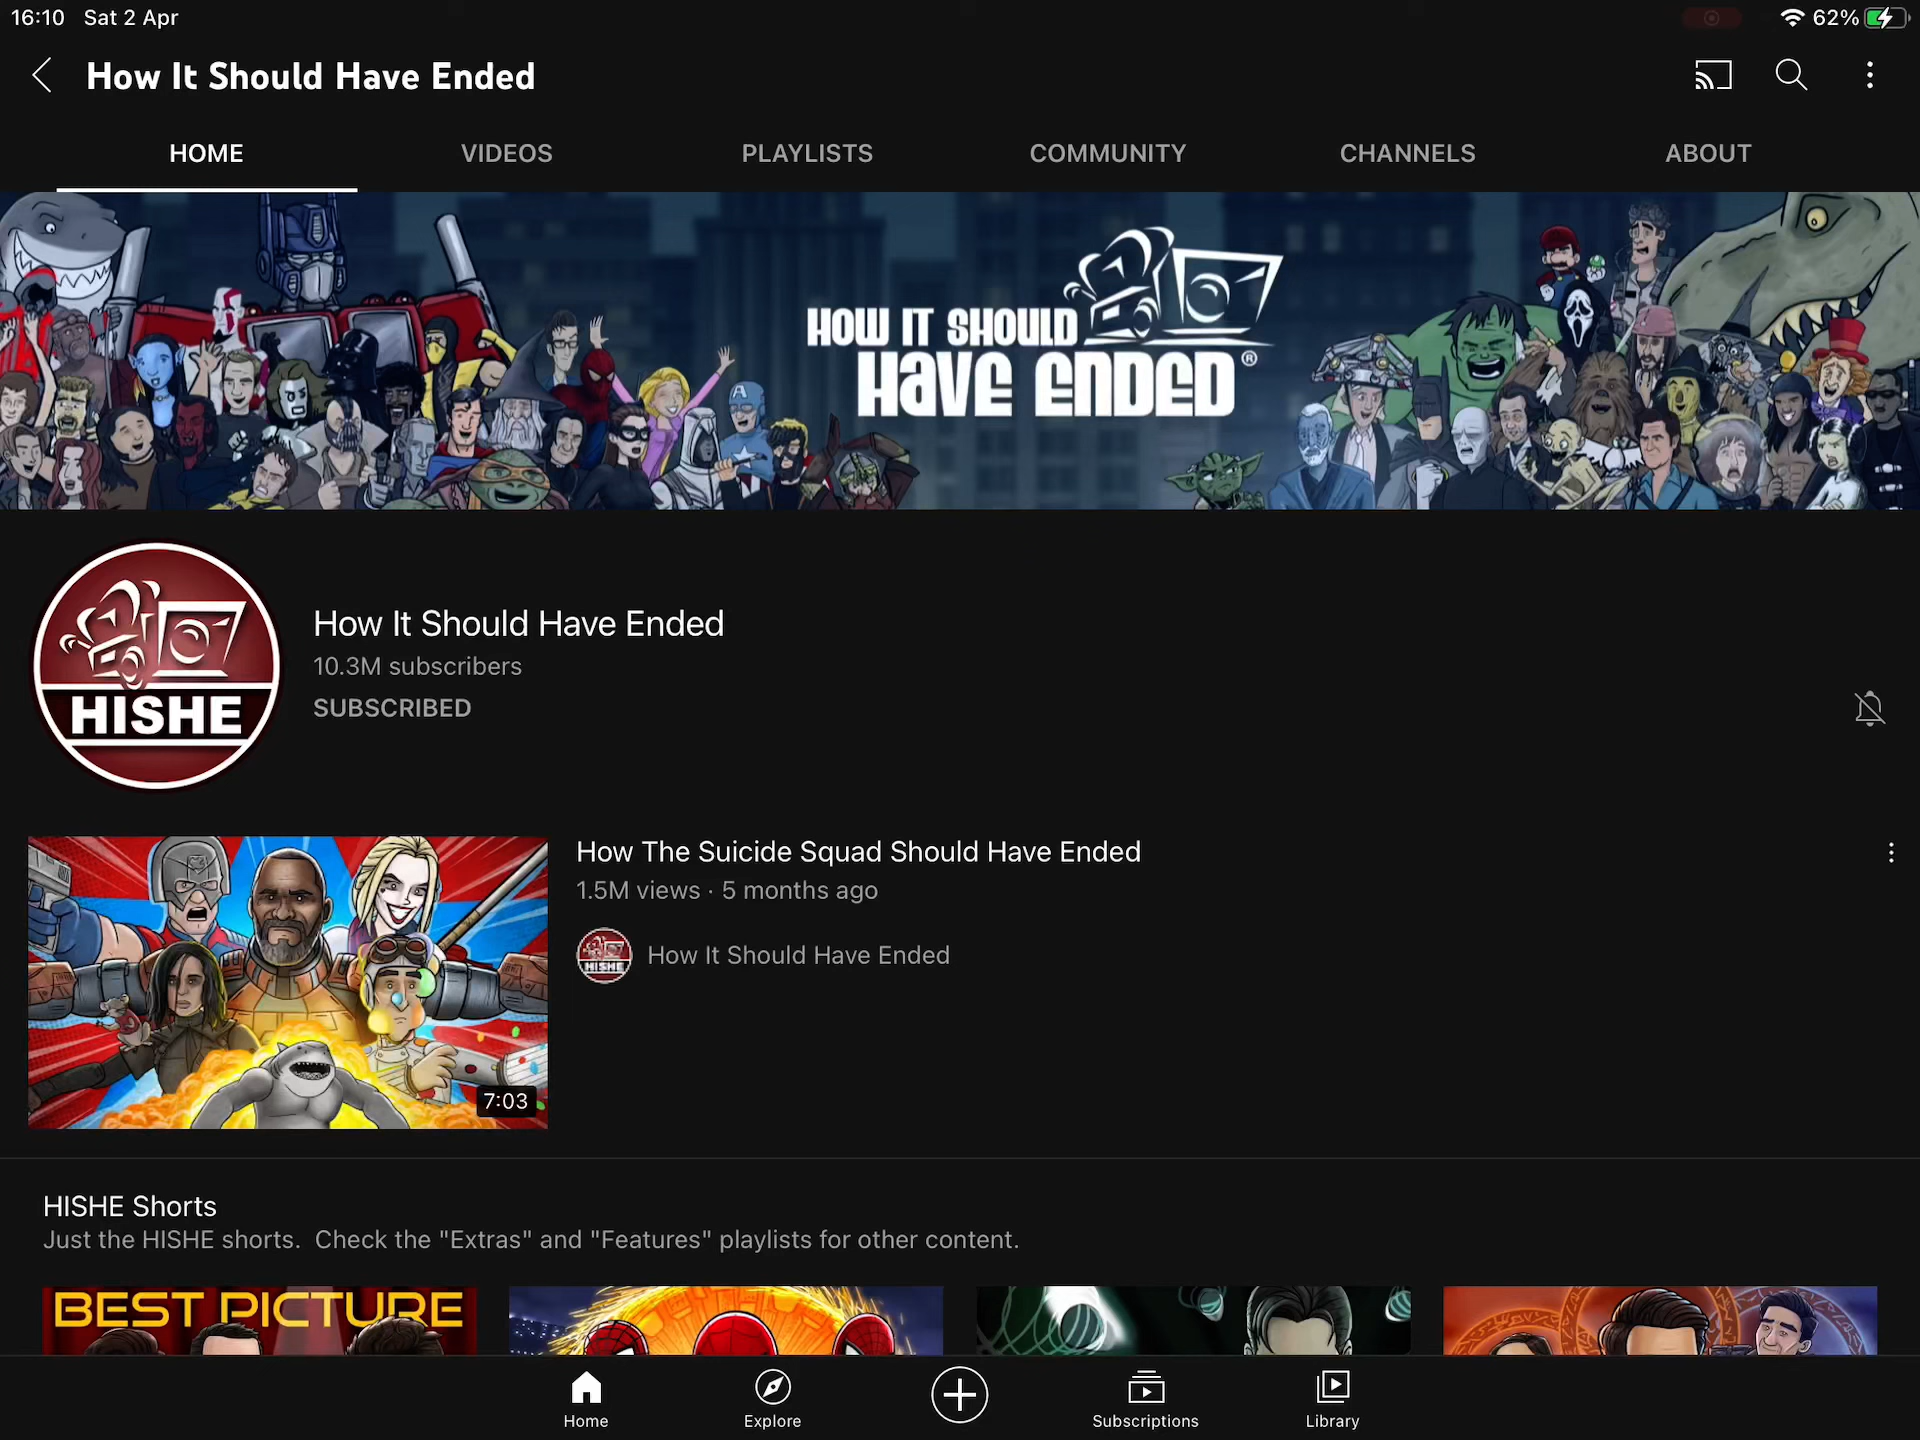 16:10 Sat 2 Apr
62%
How It Should Have Ended
HOME VIDEOS PLAYLISTS COMMUNITY CHANNELS ABOUT
HOW IT SHOULD
HAVE ENDED®
HISHE
How It Should Have Ended
10.3M subscribers
SUBSCRIBED
How The Suicide Squad Should Have Ended
1.5M views · 5 months ago
HISHE
How It Should Have Ended
7:03
HISHE Shorts
Just the HISHE shorts. Check the "Extras" and "Features" playlists for other content.
BEST PICTURE
Home Explore Subscriptions Library